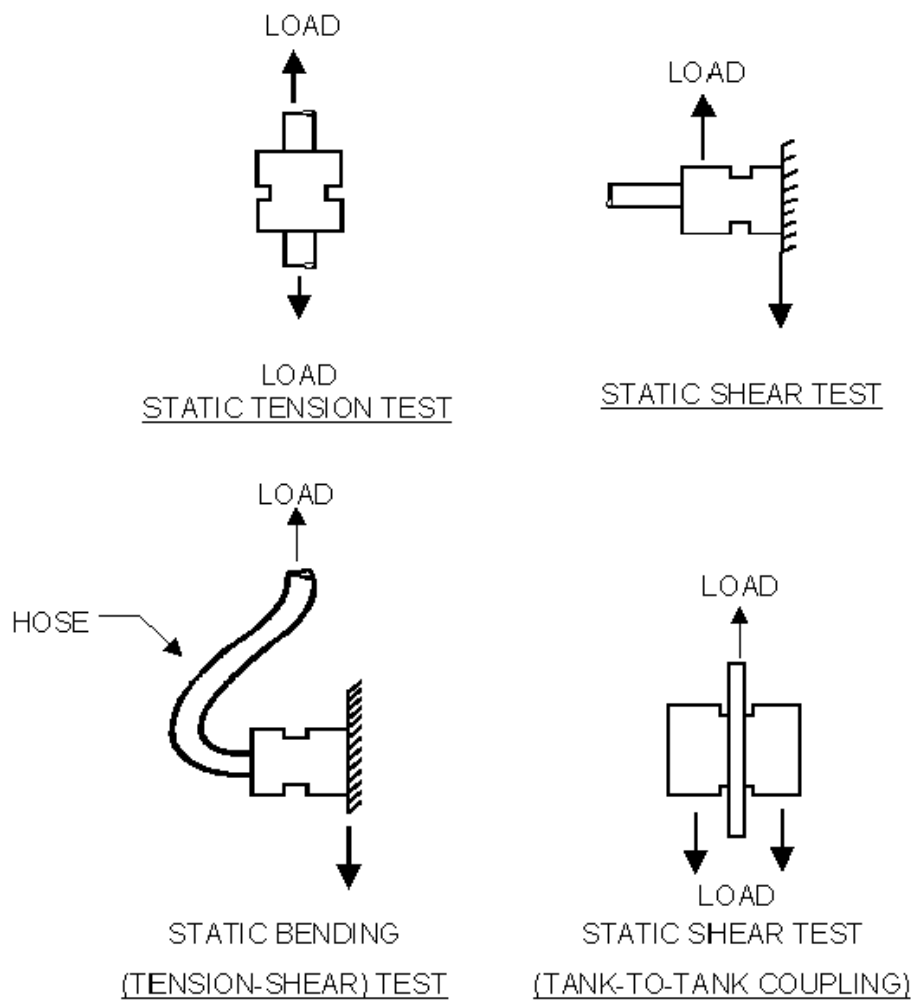 LOAD
LOAD
STATIC TENSION TEST
LOAD
STATIC SHEAR TEST
LOAD
HOSE
STATIC BENDING
(TENSION-SHEAR) TEST
LOAD
LOAD
STATIC SHEAR TEST
(TANK-TO-TANK COUPLING)